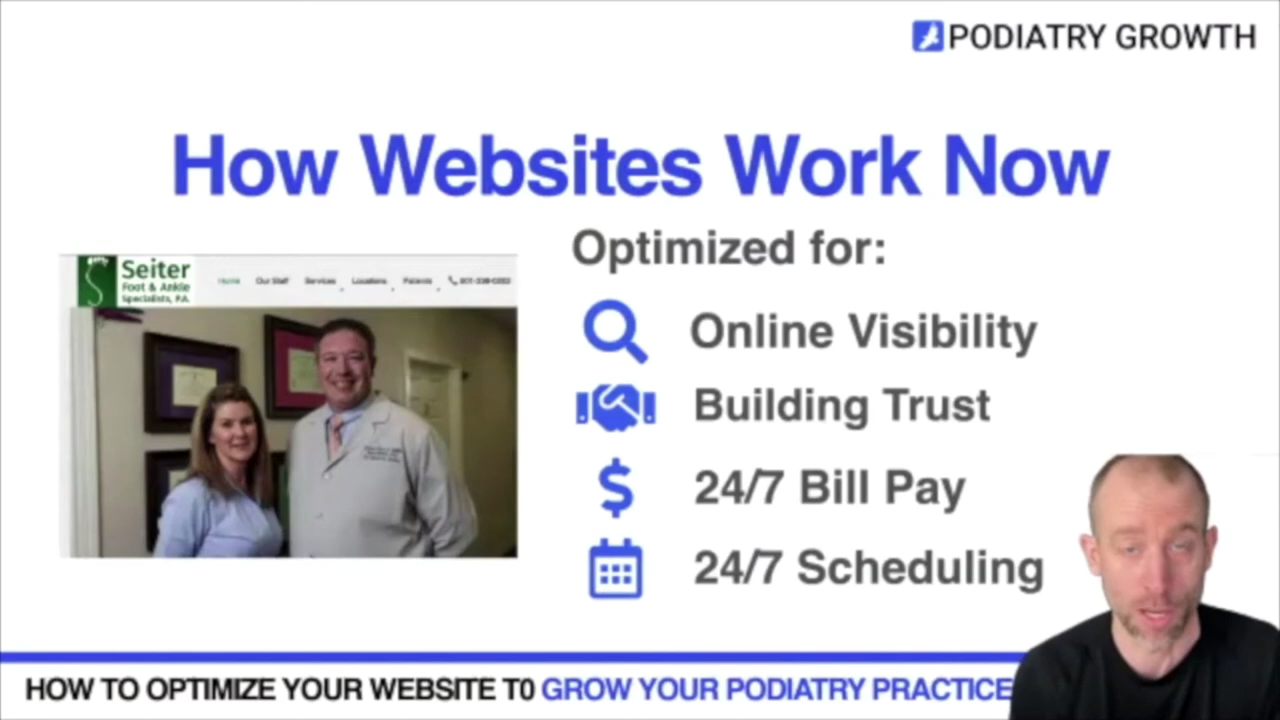 PODIATRY GROWTH
How Websites Work Now
Optimized for:
Seiter
Foot & Ankle
Specialists, P.A.
Home Our Staff Services Locations Patients
Online Visibility
Building Trust
24/7 Bill Pay
24/7 Scheduling
HOW TO OPTIMIZE YOUR WEBSITE T0 GROW YOUR PODIATRY PRACTICE